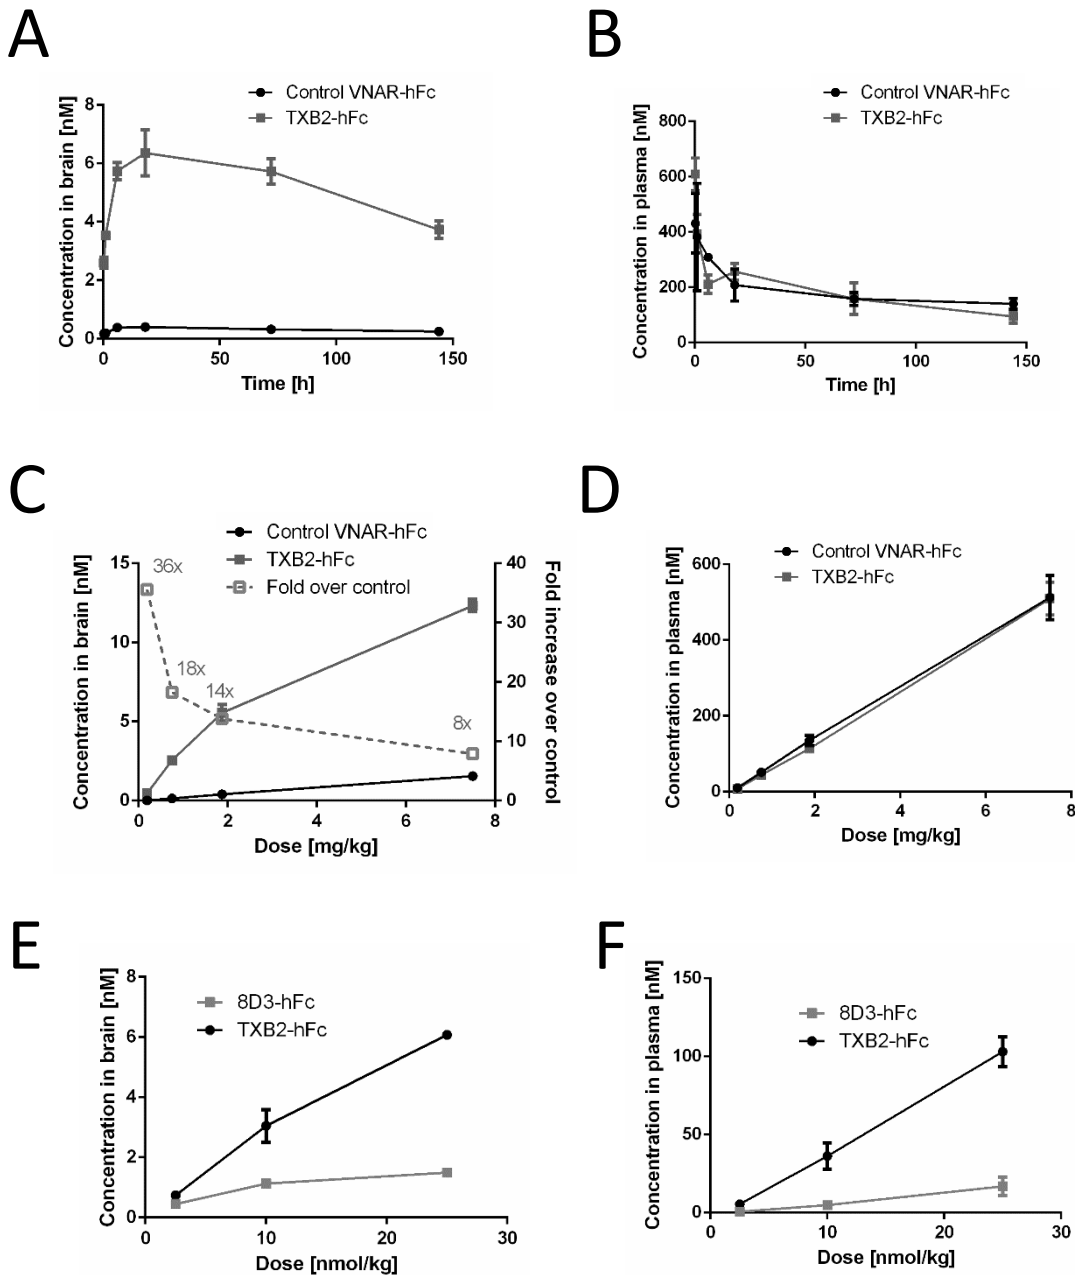 A
Control VNAR-hFc
TXB2-hFc
Concentration in brain [nM]
8
6
4
2
0
0 50 100 150
Time [h]
B
Control VNAR-hFc
TXB2-hFc
Concentration in plasma [nM]
800
600
400
200
0
0 50 100 150
Time [h]
C
Control VNAR-hFc
TXB2-hFc
Fold over control
Concentration in brain [nM]
15
10
5
0
36x
18x
14x
8x
40
30
20
10
0
Fold increase over control
0 2 4 6 8
Dose [mg/kg]
D
Control VNAR-hFc
TXB2-hFc
Concentration in plasma [nM]
600
400
200
0
0 2 4 6 8
Dose [mg/kg]
E
8D3-hFc
TXB2-hFc
Concentration in brain [nM]
8
6
4
2
0
0 10 20 30
Dose [nmol/kg]
F
8D3-hFc
TXB2-hFc
Concentration in plasma [nM]
150
100
50
0
0 10 20 30
Dose [nmol/kg]